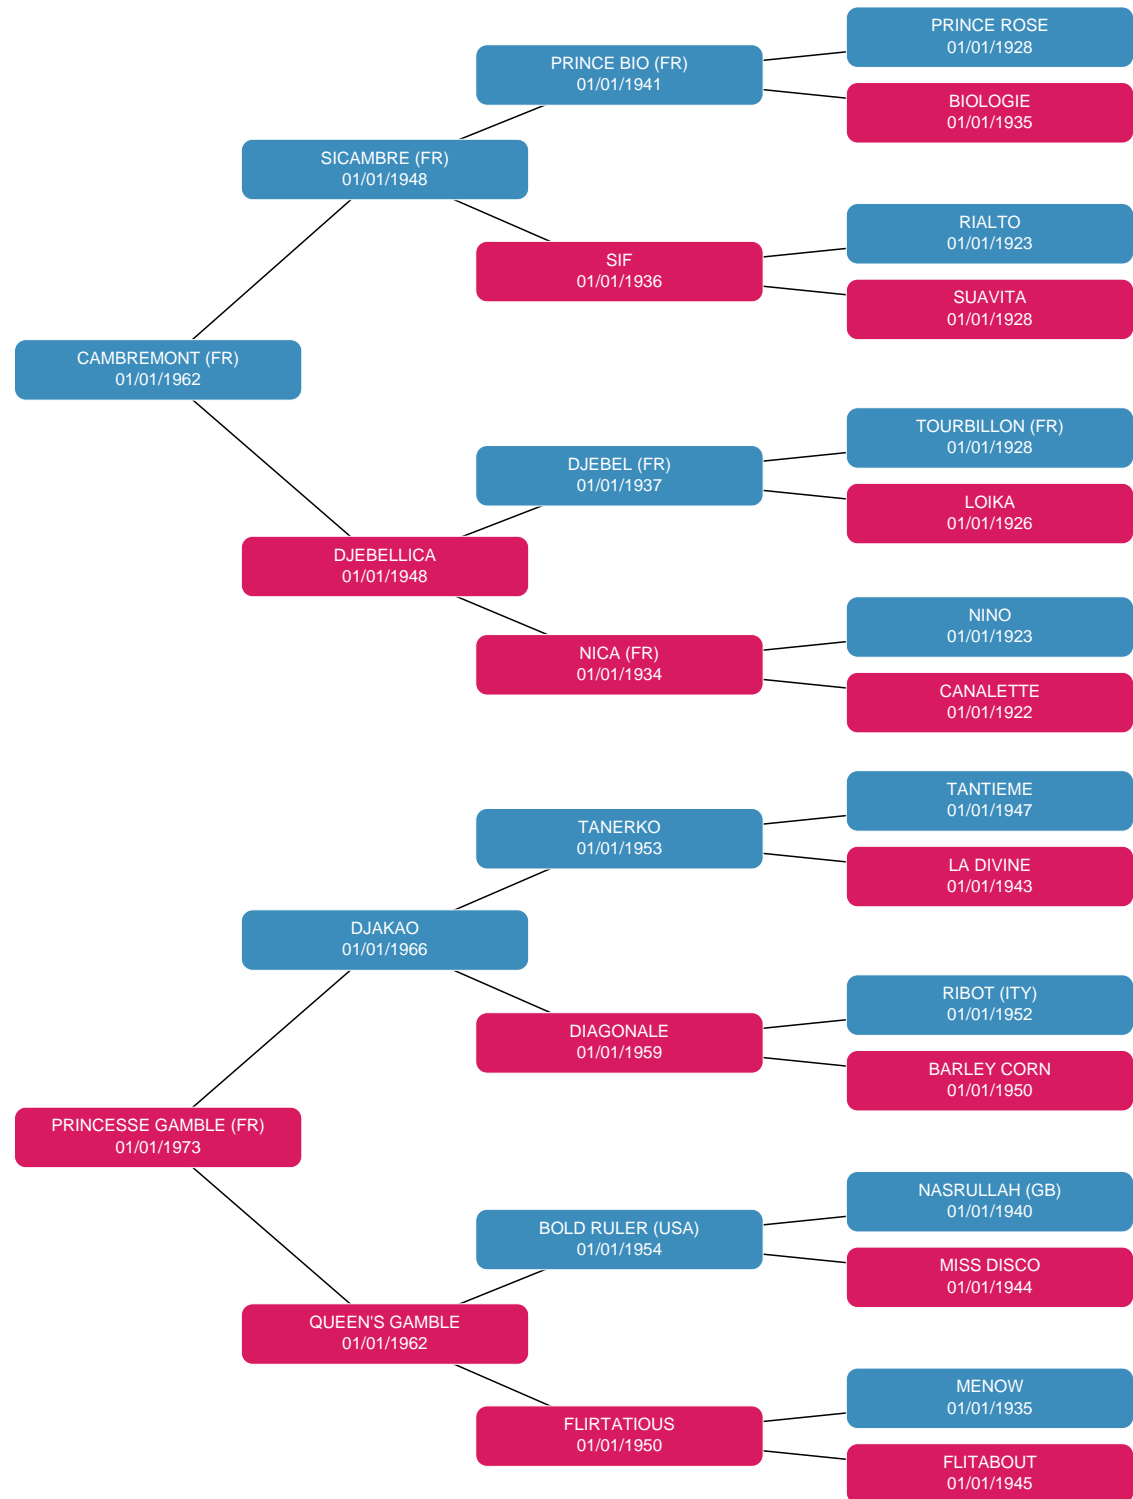 PRINCE ROSE
01/01/1928
PRINCE BIO (FR)
01/01/1941
BIOLOGIE
01/01/1935
SICAMBRE (FR)
01/01/1948
RIALTO
01/01/1923
SIF
01/01/1936
SUAVITA
01/01/1928
CAMBREMONT (FR)
01/01/1962
TOURBILLON (FR)
01/01/1928
DJEBEL (FR)
01/01/1937
LOIKA
01/01/1926
DJEBELLICA
01/01/1948
NINO
01/01/1923
NICA (FR)
01/01/1934
CANALETTE
01/01/1922
TANTIEME
01/01/1947
TANERKO
01/01/1953
LA DIVINE
01/01/1943
DJAKAO
01/01/1966
RIBOT (ITY)
01/01/1952
DIAGONALE
01/01/1959
BARLEY CORN
01/01/1950
PRINCESSE GAMBLE (FR)
01/01/1973
NASRULLAH (GB)
01/01/1940
BOLD RULER (USA)
01/01/1954
MISS DISCO
01/01/1944
QUEEN'S GAMBLE
01/01/1962
MENOW
01/01/1935
FLIRTATIOUS
01/01/1950
FLITABOUT
01/01/1945